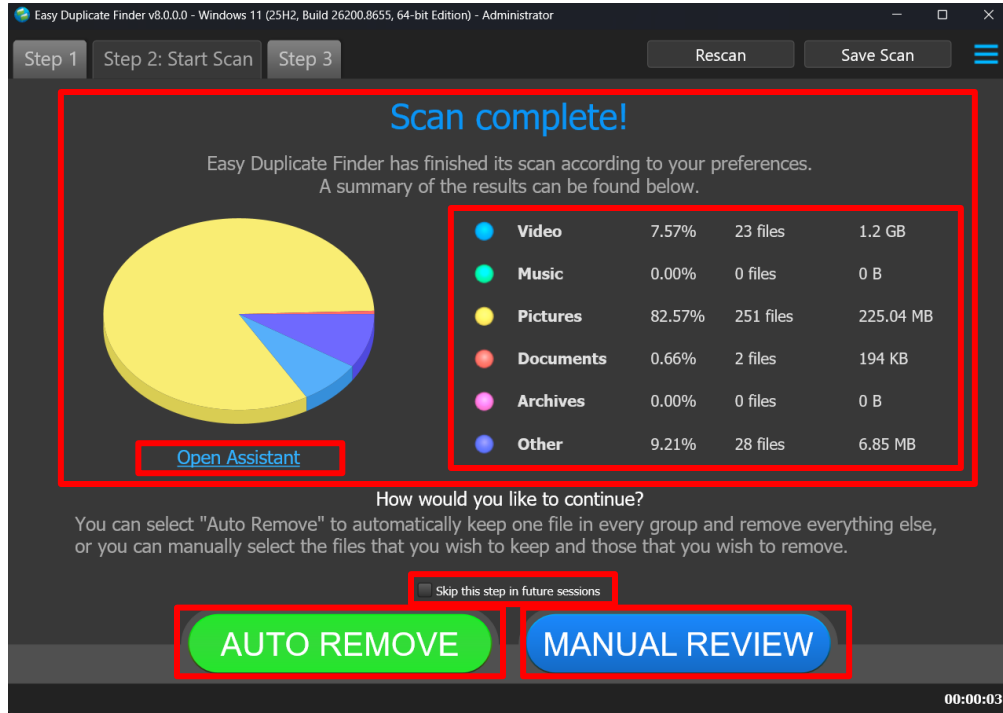 Easy Duplicate Finder v8.0.0.0 - Windows 11 (25H2, Build 26200.8655, 64-bit Edition) - Administrator
Step 1 Step 2: Start Scan Step 3 Rescan Save Scan
Scan complete!
Easy Duplicate Finder has finished its scan according to your preferences.
A summary of the results can be found below.
Video 7.57% 23 files 1.2 GB
Music 0.00% 0 files 0 B
Pictures 82.57% 251 files 225.04 MB
Documents 0.66% 2 files 194 KB
Archives 0.00% 0 files 0 B
Other 9.21% 28 files 6.85 MB
Open Assistant
How would you like to continue?
You can select "Auto Remove" to automatically keep one file in every group and remove everything else,
or you can manually select the files that you wish to keep and those that you wish to remove.
Skip this step in future sessions
AUTO REMOVE MANUAL REVIEW
00:00:03